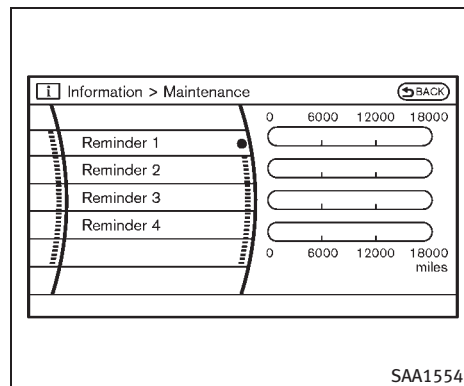 i Information > Maintenance BACK
0 6000 12000 18000
Reminder 1
Reminder 2
Reminder 3
Reminder 4
0 6000 12000 18000
miles
SAA1554